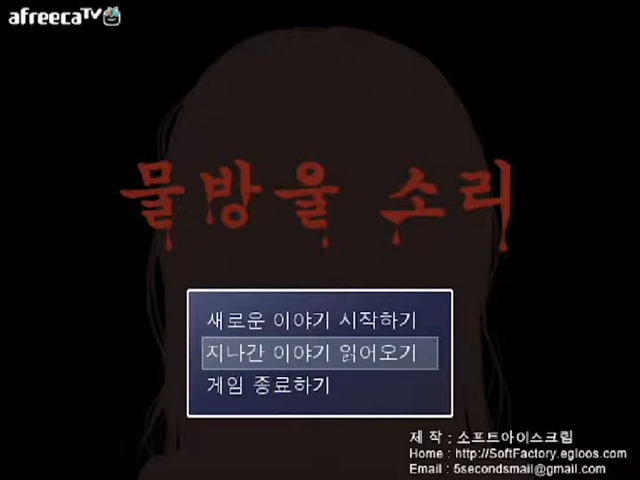 afreecaTV
물방울 소리
새로운 이야기 시작하기
지나간 이야기 읽어오기
게임 종료하기
제 작 : 소프트아이스크림
Home : http://SoftFactory.egloos.com
Email : 5secondsmail@gmail.com